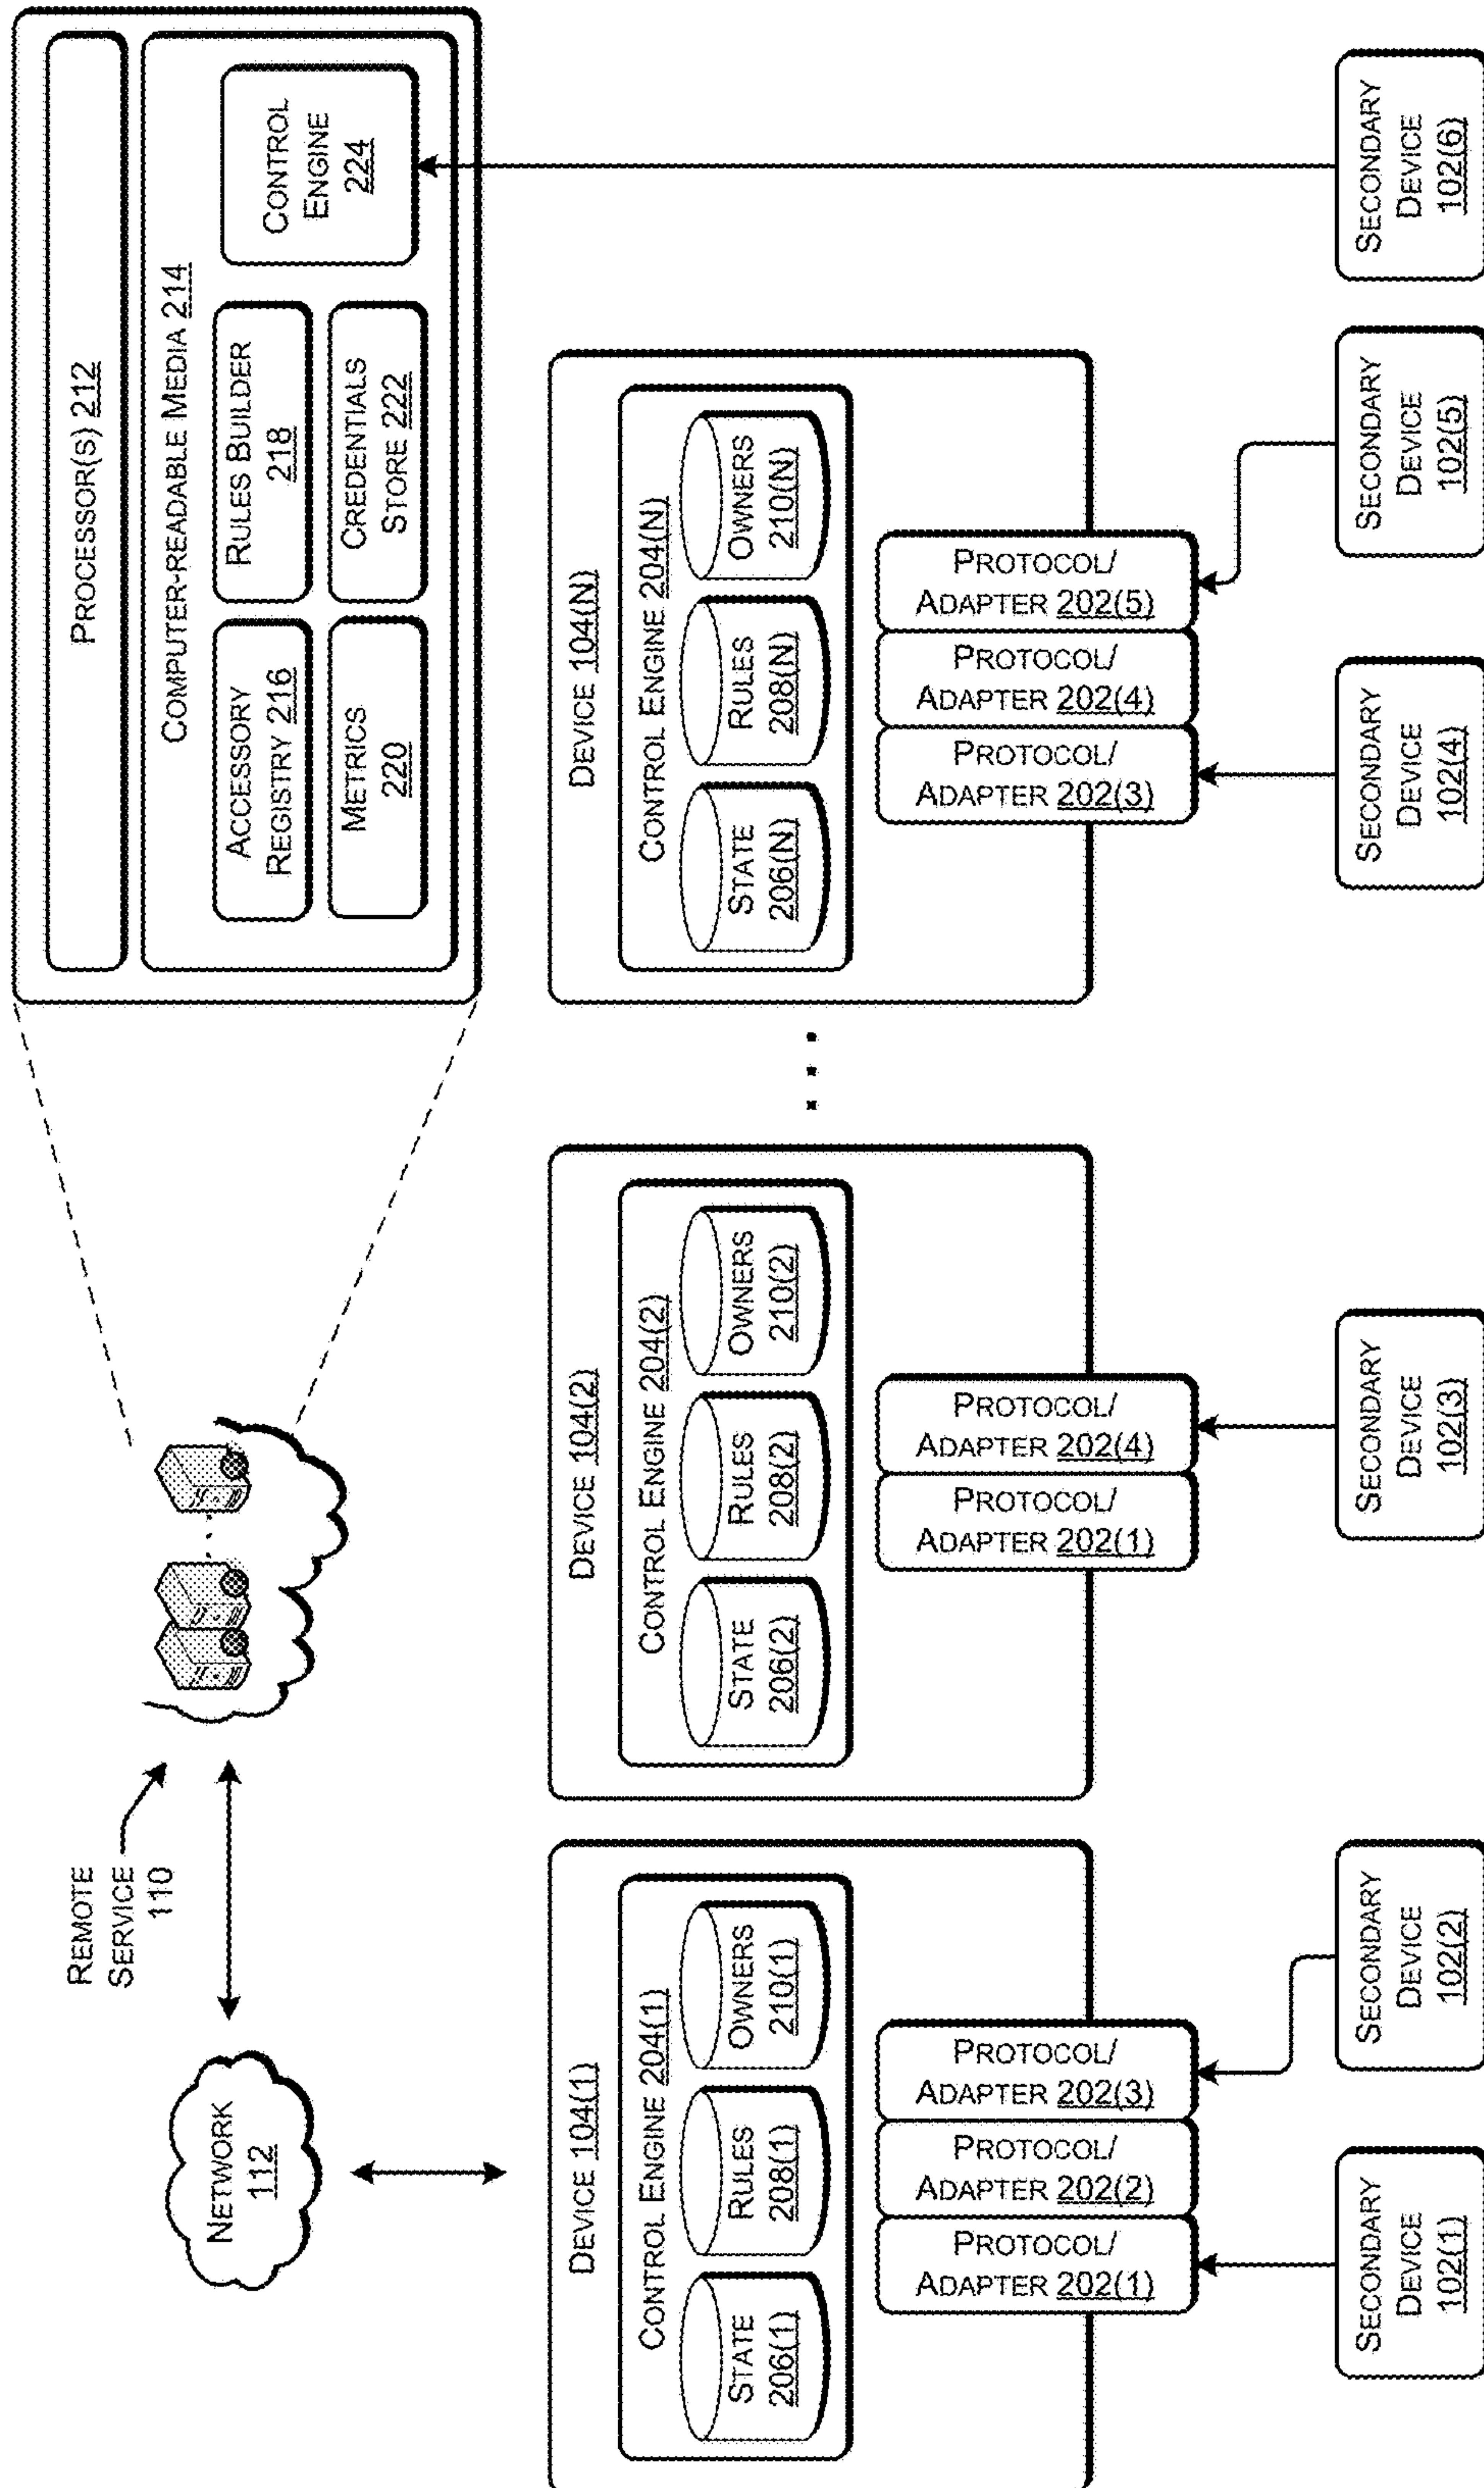 REMOTE
SERVICE
110
NETWORK
112
PROCESSOR(S) 212
COMPUTER-READABLE MEDIA 214
ACCESSORY
REGISTRY 216
RULES BUILDER
218
METRICS
220
CREDENTIALS
STORE 222
CONTROL
ENGINE
224
DEVICE 104(1)
CONTROL ENGINE 204(1)
STATE
206(1)
RULES
208(1)
OWNERS
210(1)
PROTOCOL/
ADAPTER 202(1)
PROTOCOL/
ADAPTER 202(2)
PROTOCOL/
ADAPTER 202(3)
DEVICE 104(2)
CONTROL ENGINE 204(2)
STATE
206(2)
RULES
208(2)
OWNERS
210(2)
PROTOCOL/
ADAPTER 202(1)
PROTOCOL/
ADAPTER 202(4)
DEVICE 104(N)
CONTROL ENGINE 204(N)
STATE
206(N)
RULES
208(N)
OWNERS
210(N)
PROTOCOL/
ADAPTER 202(3)
PROTOCOL/
ADAPTER 202(4)
PROTOCOL/
ADAPTER 202(5)
SECONDARY
DEVICE
102(1)
SECONDARY
DEVICE
102(2)
SECONDARY
DEVICE
102(3)
SECONDARY
DEVICE
102(4)
SECONDARY
DEVICE
102(5)
SECONDARY
DEVICE
102(6)